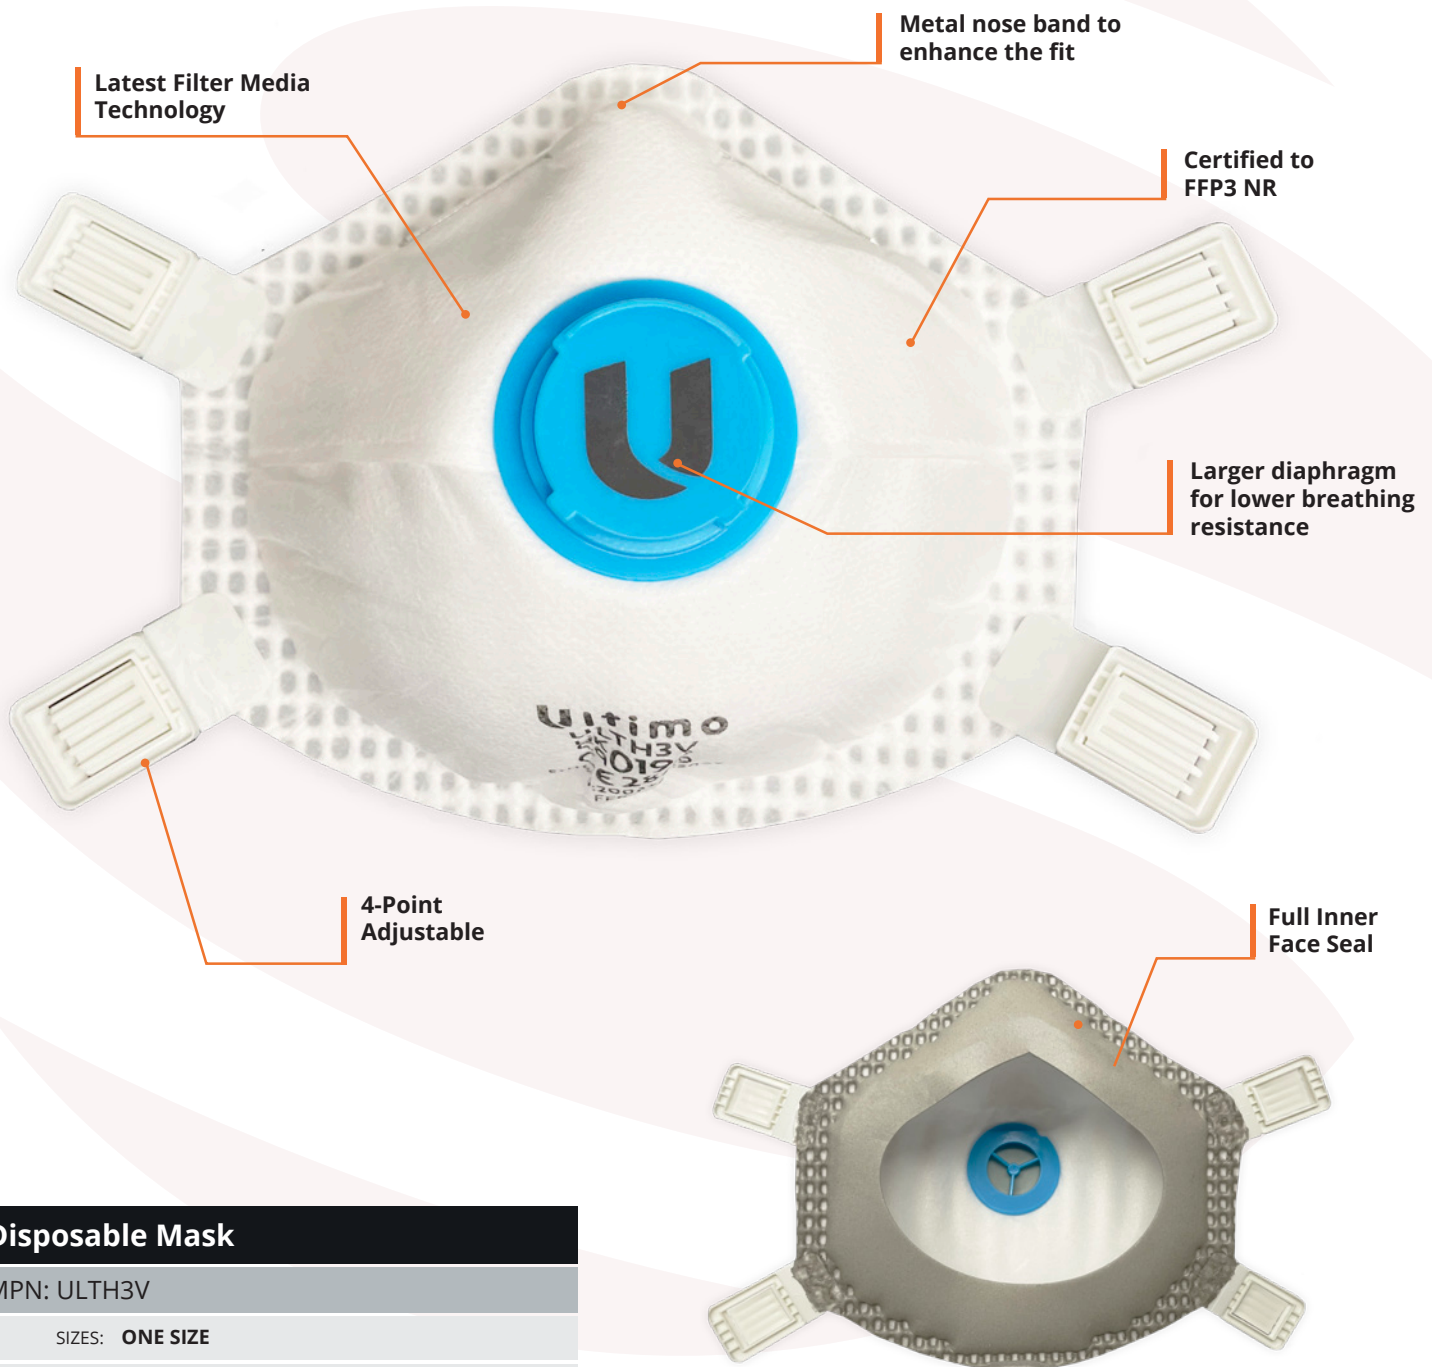 Metal nose band to
enhance the fit
Latest Filter Media
Technology
Certified to
FFP3 NR
Larger diaphragm
for lower breathing
resistance
Ultimo
ULTH3V
4-Point
Adjustable
Full Inner
Face Seal
Disposable Mask
MPN: ULTH3V
SIZES: ONE SIZE